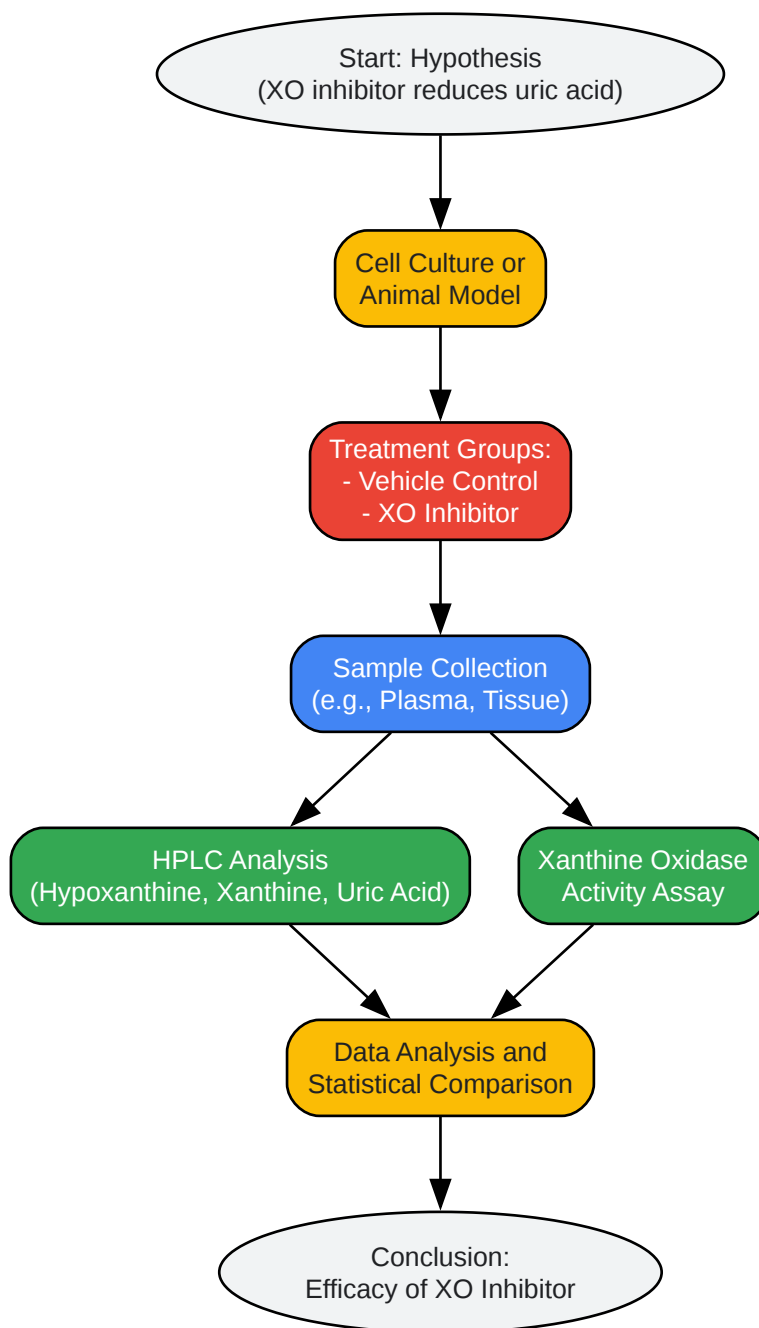 Start: Hypothesis
(XO inhibitor reduces uric acid)
Cell Culture or
Animal Model
Treatment Groups:
- Vehicle Control
- XO Inhibitor
Sample Collection
(e.g., Plasma, Tissue)
HPLC Analysis
(Hypoxanthine, Xanthine, Uric Acid)
Xanthine Oxidase
Activity Assay
Data Analysis and
Statistical Comparison
Conclusion:
Efficacy of XO Inhibitor